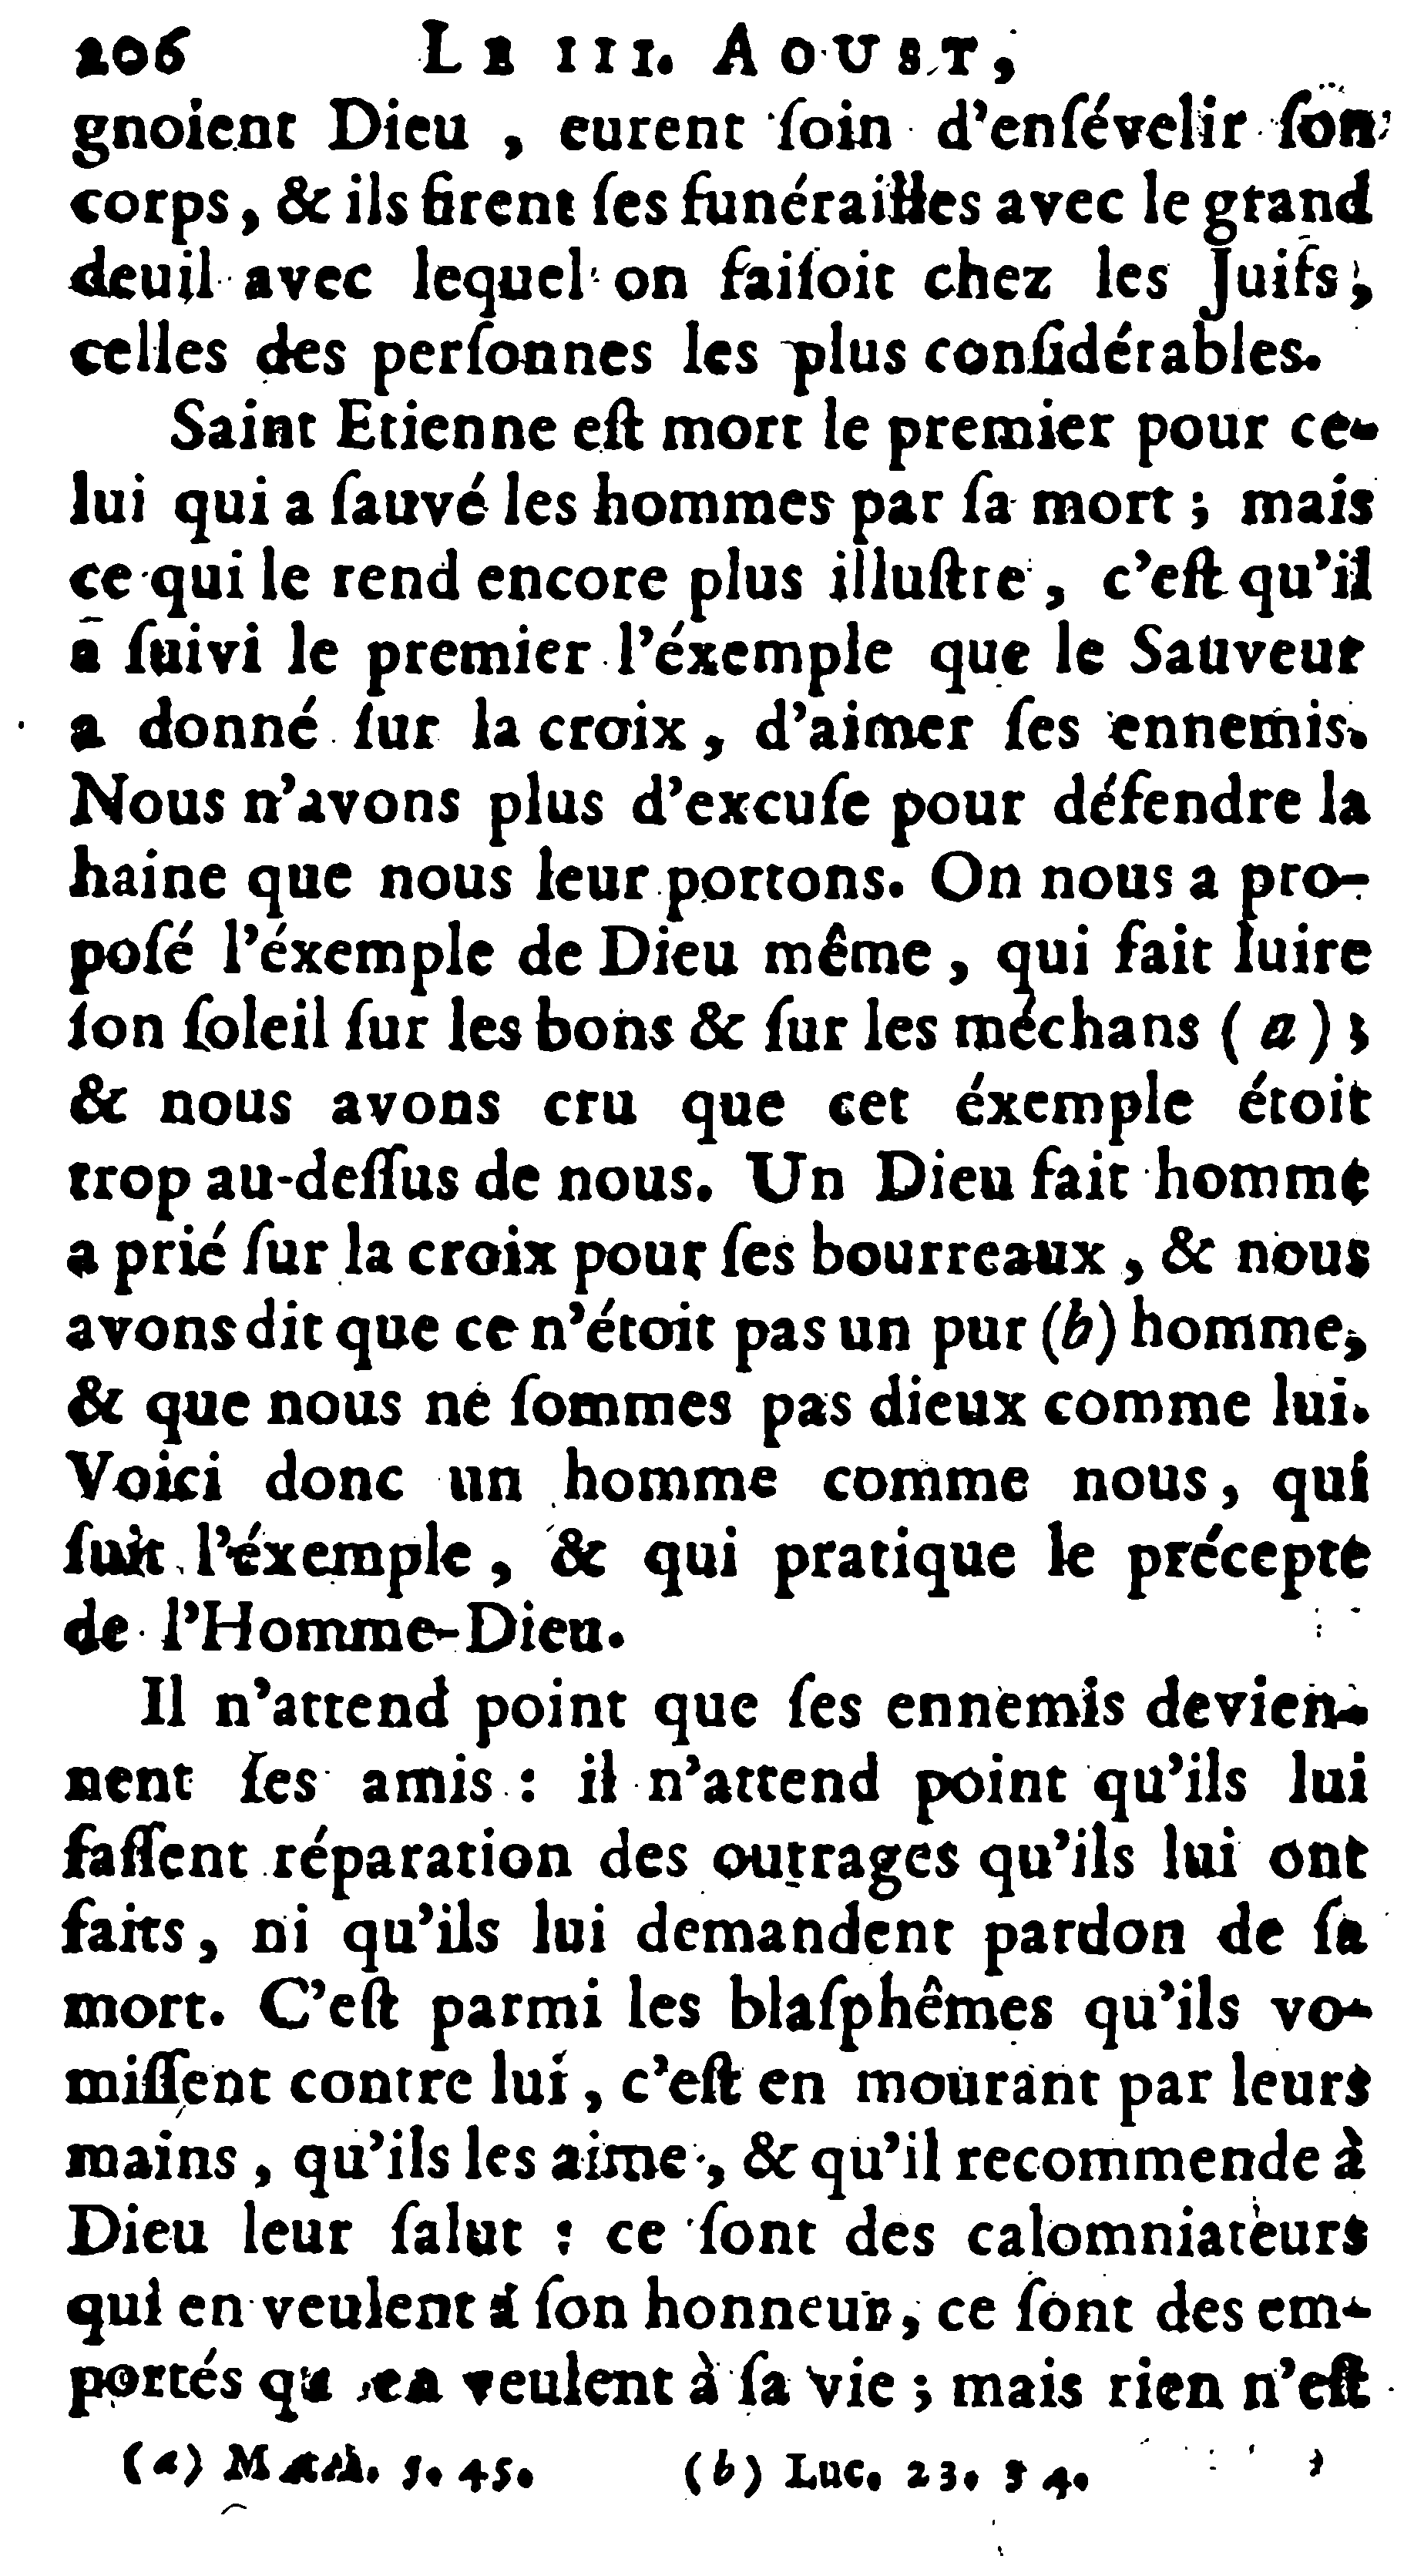 206 LE III. AOUST,
gnoient Dieu , eurent ſoin d'enſévelir ſon
corps, & ils firent ſes funérailles avec le grand
deuil avec lequel on faiſoit chez les Juifs,
celles des perſonnes les plus conſidérables.
Saint Etienne eſt mort le premier pour ce-
lui qui a ſauvé les hommes par ſa mort ; mais
ce qui le rend encore plus illuſtre , c'eſt qu'il
a ſuivi le premier l'éxemple que le Sauveur
a donné ſur la croix , d'aimer ſes ennemis.
Nous n'avons plus d'excuſe pour défendre la
haine que nous leur portons. On nous a pro-
poſé l'éxemple de Dieu même , qui fait luire
ſon ſoleil ſur les bons & ſur les méchans ( a ) ;
& nous avons cru que cet éxemple étoit
trop au-deſſus de nous. Un Dieu fait homme
a prié ſur la croix pour ſes bourreaux , & nous
avons dit que ce n'étoit pas un pur (b) homme,
& que nous ne ſommes pas dieux comme lui.
Voici donc un homme comme nous, qui
ſuit l'éxemple , & qui pratique le précepte
de l'Homme-Dieu.
Il n'attend point que ſes ennemis devien-
nent ſes amis : il n'attend point qu'ils lui
faſſent réparation des outrages qu'ils lui ont
faits, ni qu'ils lui demandent pardon de ſa
mort. C'eſt parmi les blaſphêmes qu'ils vo-
miſſent contre lui , c'eſt en mourant par leurs
mains , qu'ils les aime , & qu'il recommende à
Dieu leur ſalut : ce ſont des calomniateurs
qui en veulent à ſon honneur, ce ſont des em-
portés qui en veulent à ſa vie ; mais rien n'eſt
(a) Math. 5. 45. (b) Luc. 23. 34.